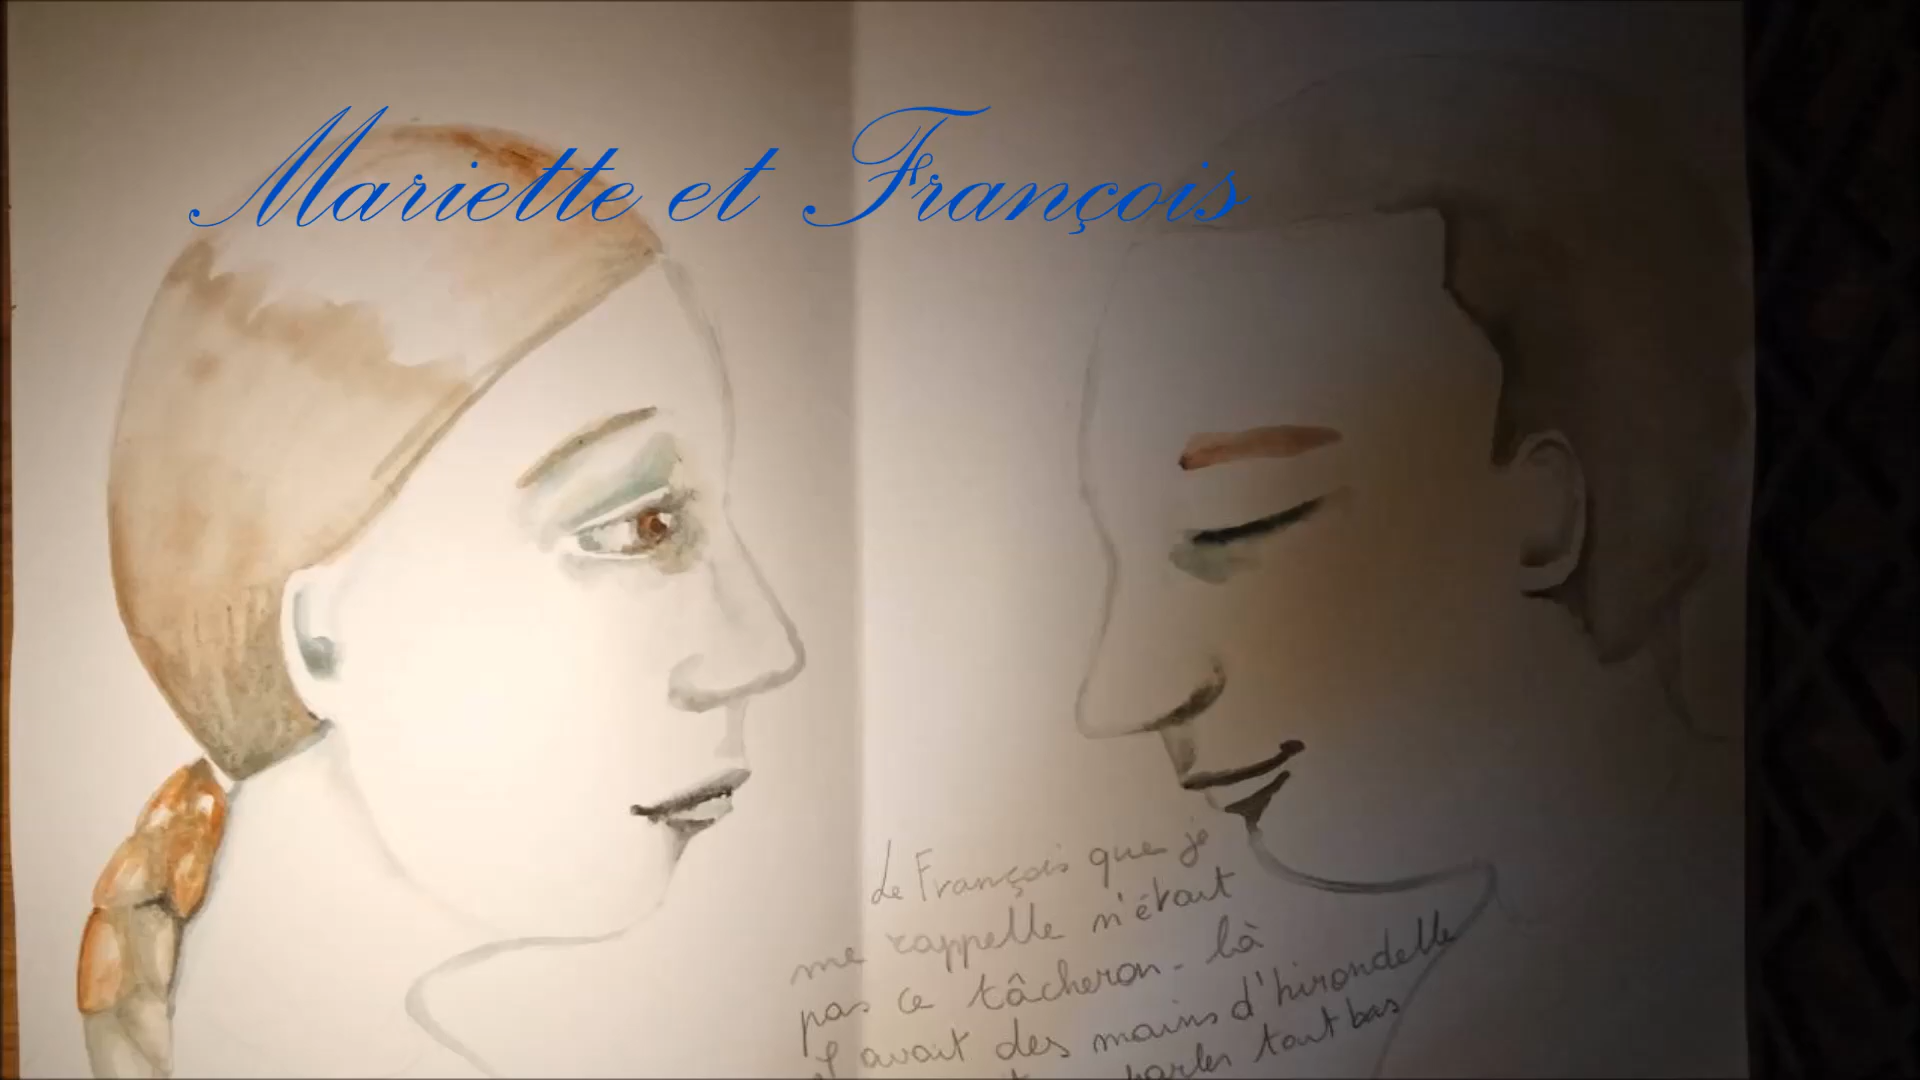 Mariette et François
Le François que je
me rappelle n'était
pas ce tâcheron-là
il avait des mains d'hirondelle
parler tout bas